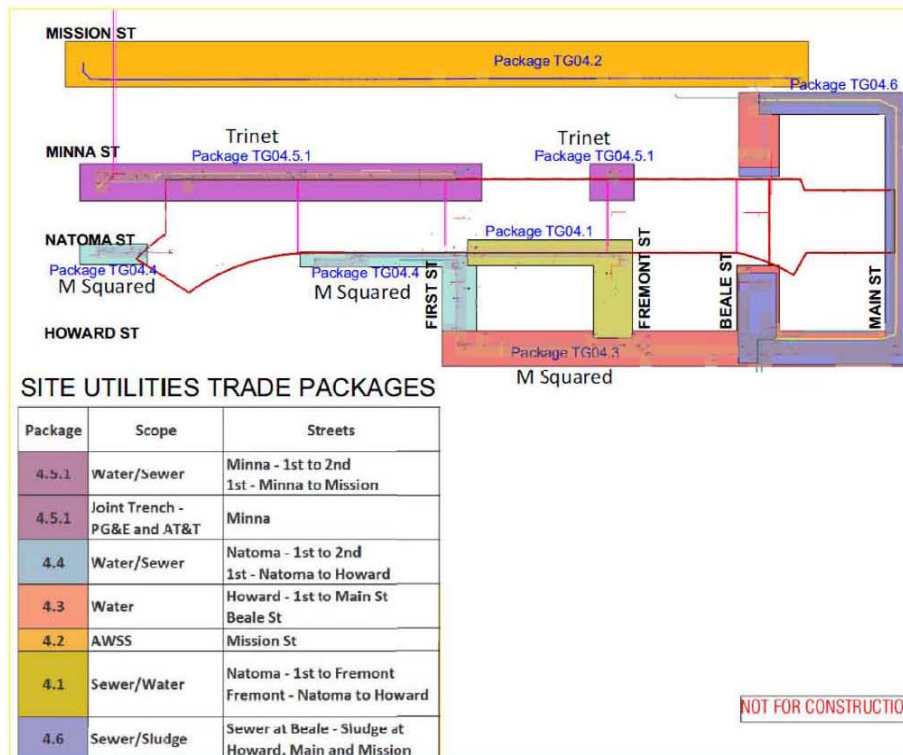 MISSION ST
Package TG04.2
Package TG04.6
Trinet
Trinet
MINNA ST
Package TG04.5.1
Package TG04.5.1
NATOMA ST
Package TG04.1
Package TG04.4
M Squared
Package TG04.4
M Squared
FIRST ST
FREMONT ST
BEALE ST
MAIN ST
HOWARD ST
Package TG04.3
M Squared
SITE UTILITIES TRADE PACKAGES
Package Scope Streets
4.5.1 Water/Sewer Minna - 1st to 2nd
1st - Minna to Mission
4.5.1 Joint Trench - PG&E and AT&T Minna
4.4 Water/Sewer Natoma - 1st to 2nd
1st - Natoma to Howard
4.3 Water Howard - 1st to Main St
Beale St
4.2 AWSS Mission St
4.1 Sewer/Water Natoma - 1st to Fremont
Fremont - Natoma to Howard
4.6 Sewer/Sludge Sewer at Beale - Sludge at
Howard, Main and Mission
NOT FOR CONSTRUCTIO